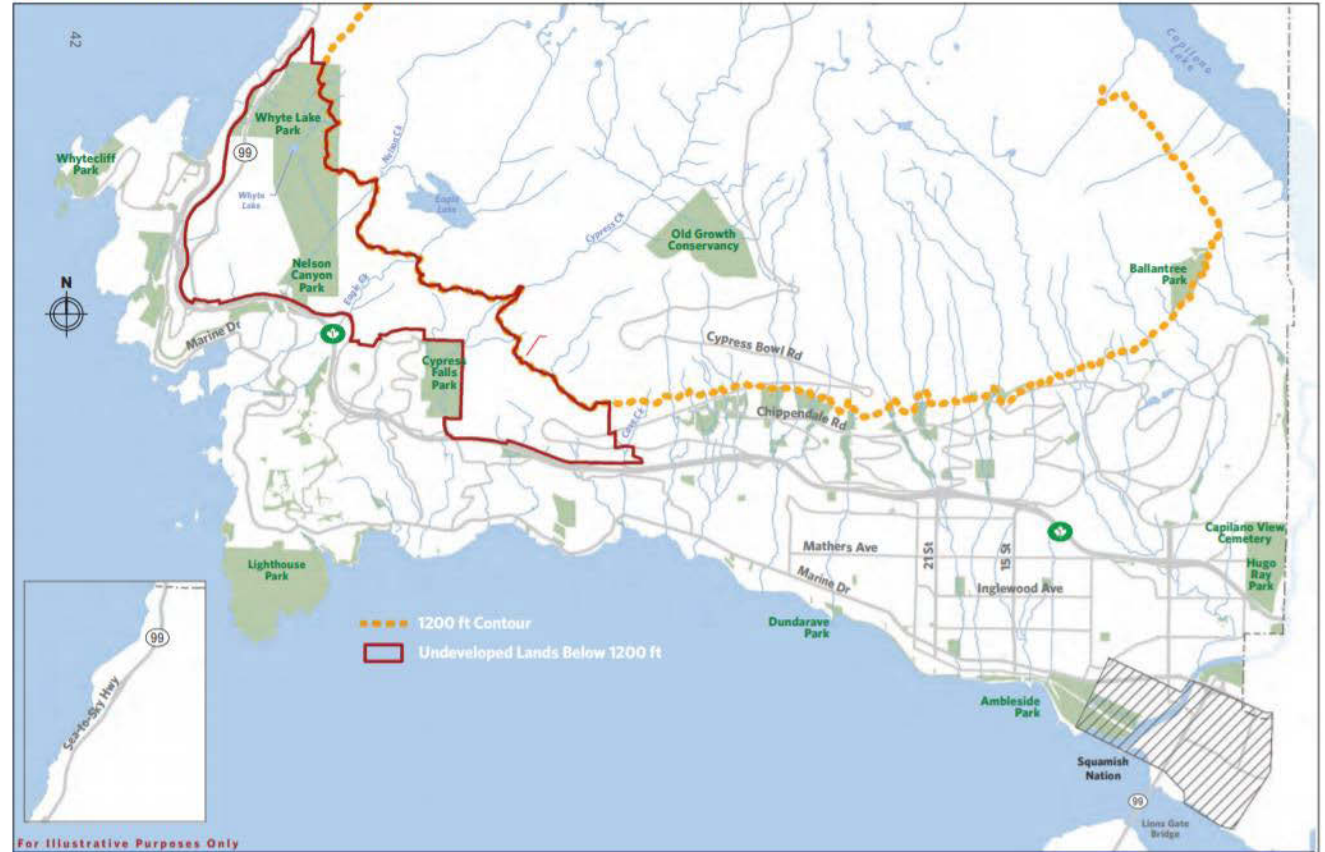 42
Capilano
Lake
Whyte Lake
Park
99
Whytecliff
Park
Nelson Ck
Whyte
Lake
Eagle
Lake
Cypress Ck
Old Growth
Conservancy
Nelson
Canyon
Park
Eagle Ck
Ballantree
Park
N
Marine Dr
Cypress Bowl Rd
Cypress
Falls
Park
Chippendale Rd
Cave Ck
Capilano View
Cemetery
Mathers Ave
21 St
15 St
Hugo
Ray
Park
Lighthouse
Park
Marine Dr
Inglewood Ave
1200 ft Contour
Dundarave
Park
99
Undeveloped Lands Below 1200 ft
Sea-to-Sky Hwy
Ambleside
Park
Squamish
Nation
99
Lions Gate
Bridge
For Illustrative Purposes Only